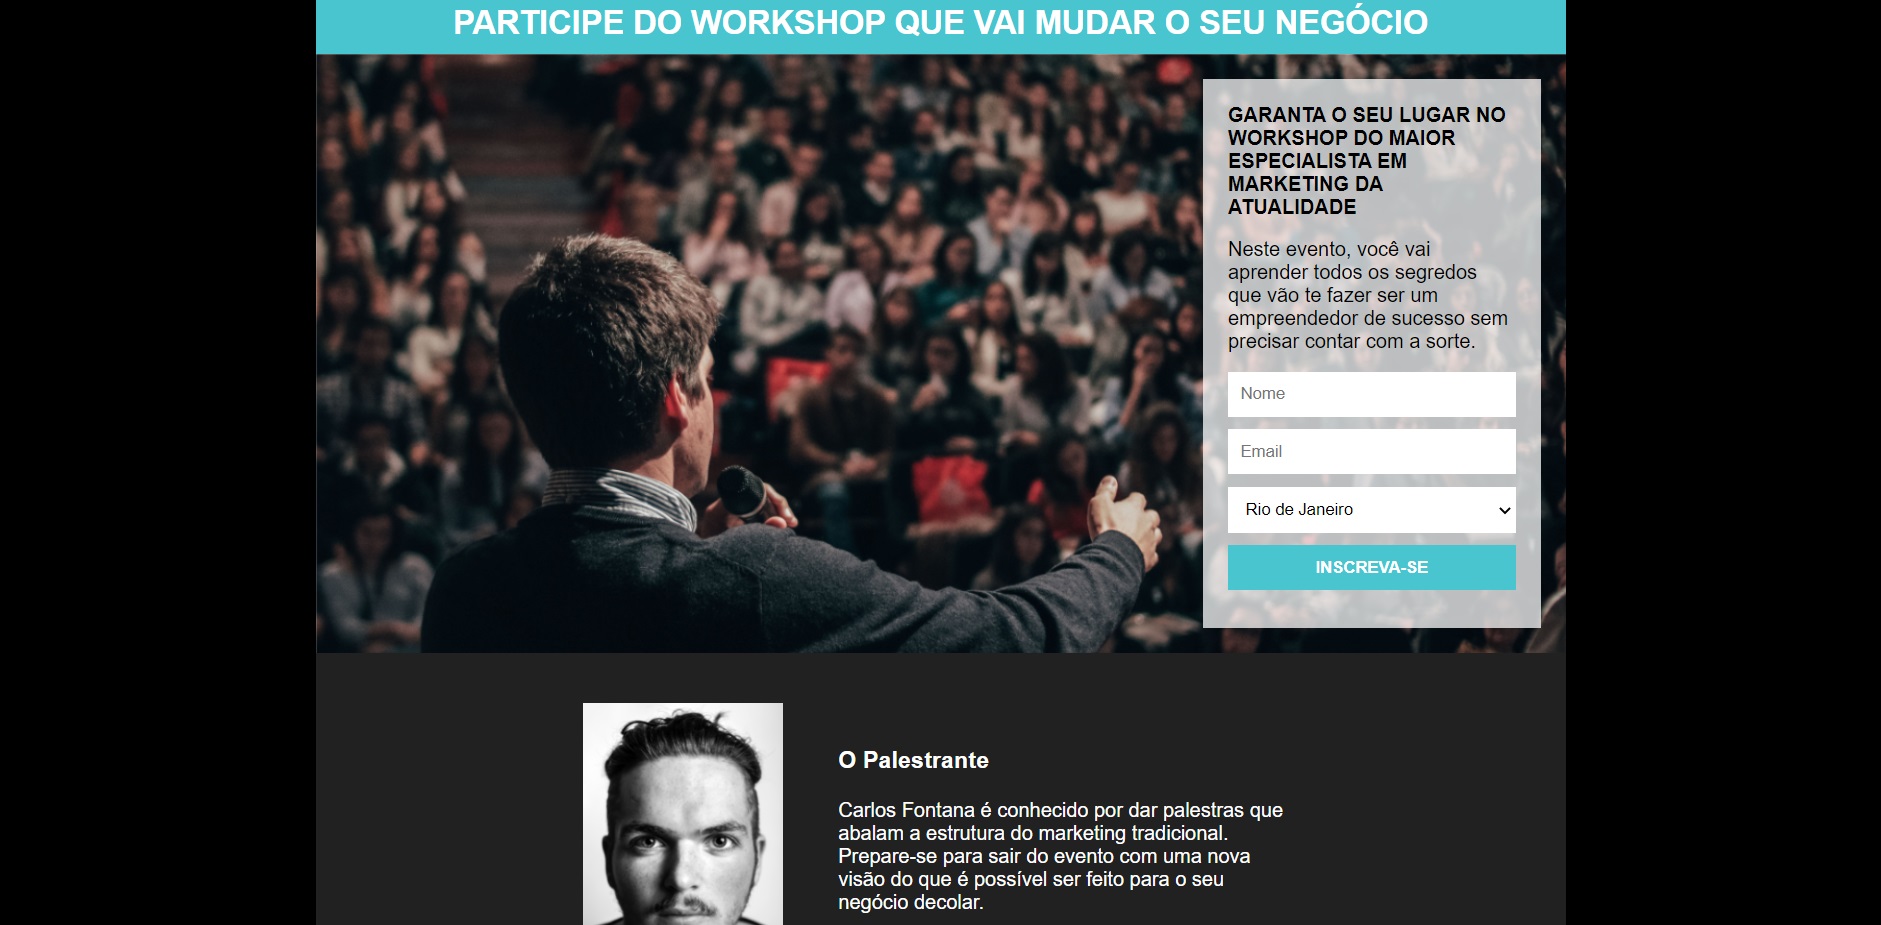 PARTICIPE DO WORKSHOP QUE VAI MUDAR O SEU NEGÓCIO
GARANTA O SEU LUGAR NO
WORKSHOP DO MAIOR
ESPECIALISTA EM
MARKETING DA
ATUALIDADE
Neste evento, você vai
aprender todos os segredos
que vão te fazer ser um
empreendedor de sucesso sem
precisar contar com a sorte.
Nome
Email
Rio de Janeiro
INSCREVA-SE
O Palestrante
Carlos Fontana é conhecido por dar palestras que
abalam a estrutura do marketing tradicional.
Prepare-se para sair do evento com uma nova
visão do que é possível ser feito para o seu
negócio decolar.